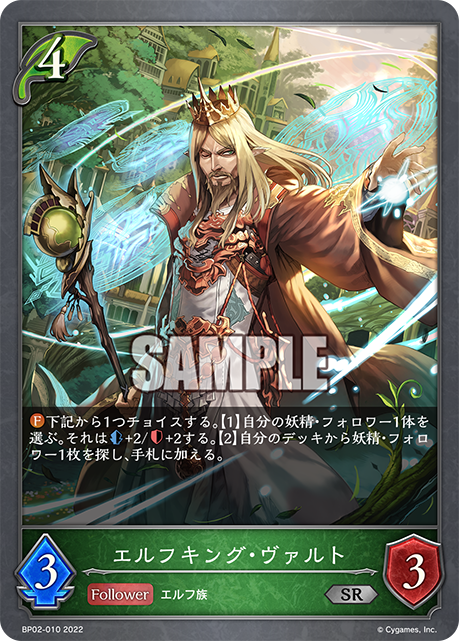 4
SAMPLE
F下記から1つチョイスする。【1】自分の妖精・フォロワー1体を
選ぶ。それは+2/+2する。【2】自分のデッキから妖精・フォロ
ワー1枚を探し、手札に加える。
エルフキング・ヴァルト
3
Follower エルフ族
SR
3
BP02-010 2022
© Cygames, Inc.